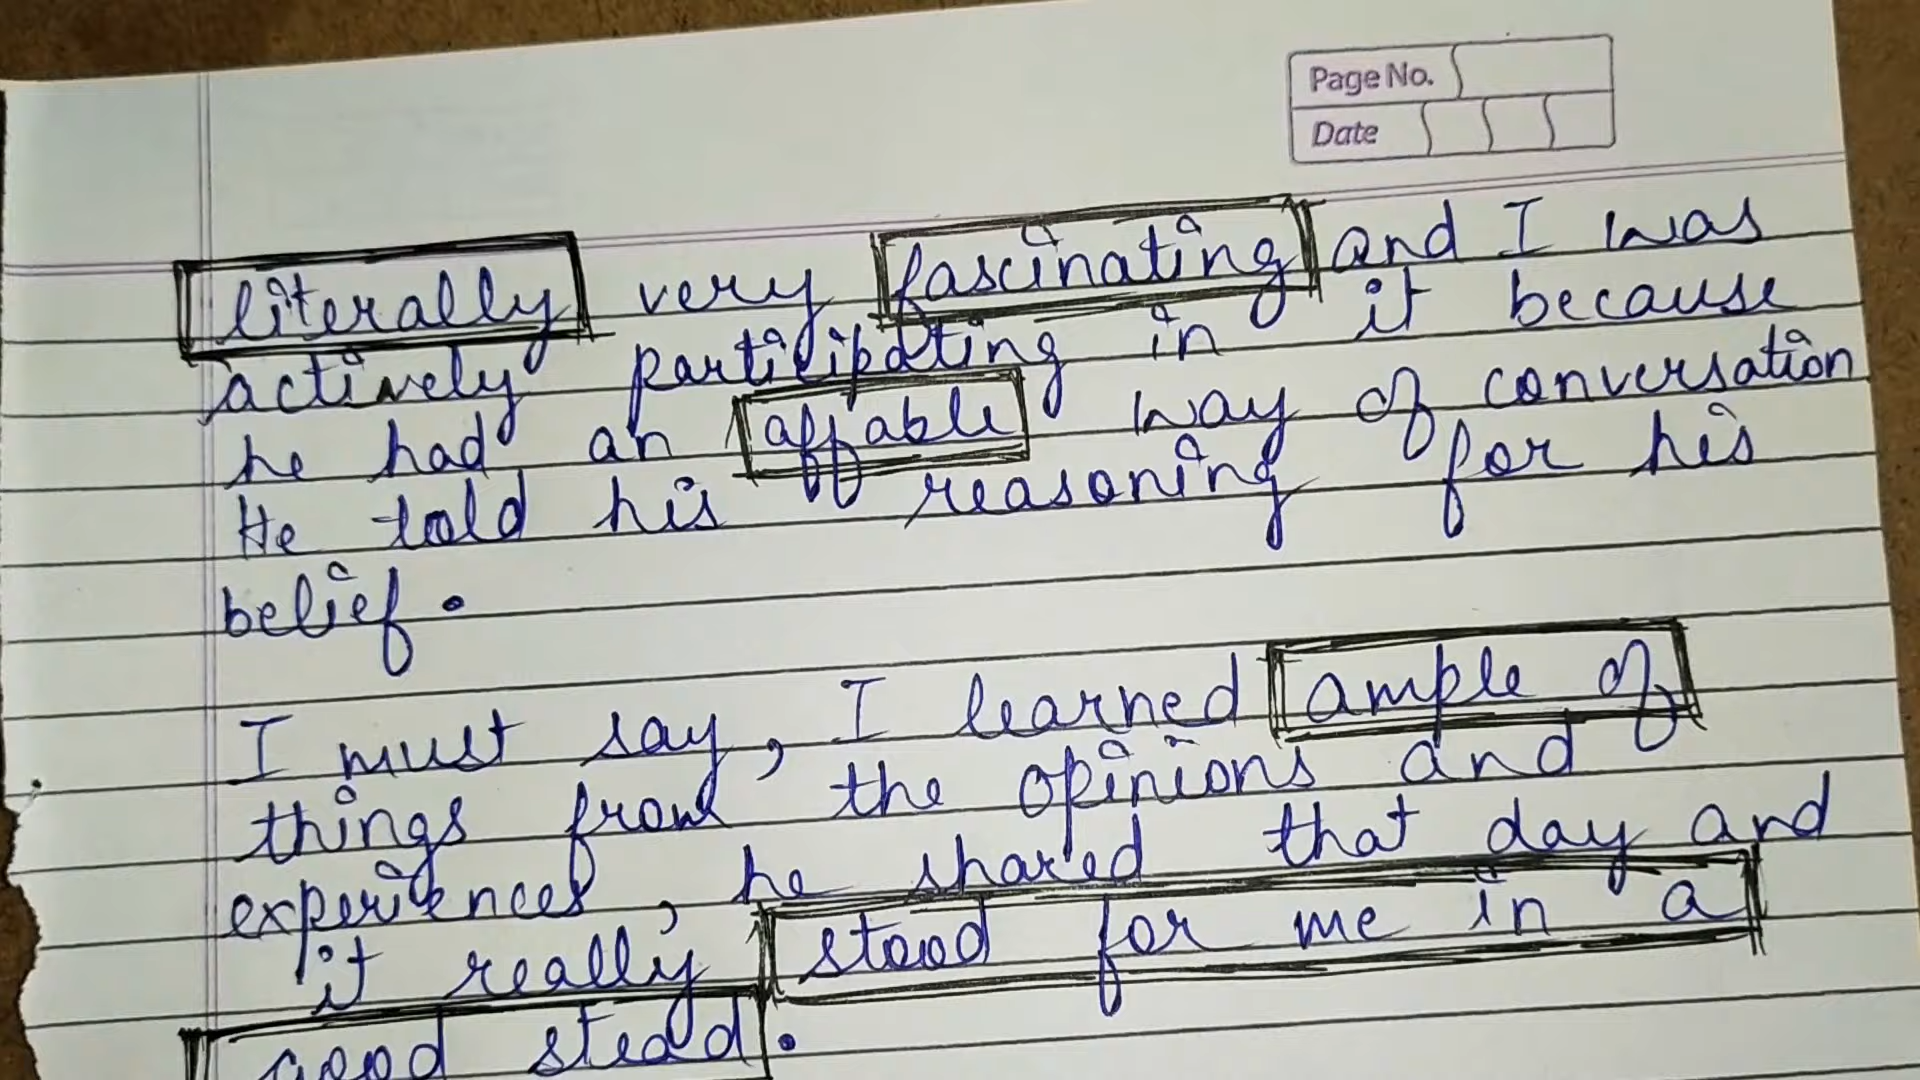 Page No.
Date
literally very fascinating and I was
actively participating in it because
he had an affable way of conversation
He told his reasoning for his
belief.
I must say, I learned ample of
things from the opinions and
experiences, he shared that day and
it really stood for me in a
good stead.